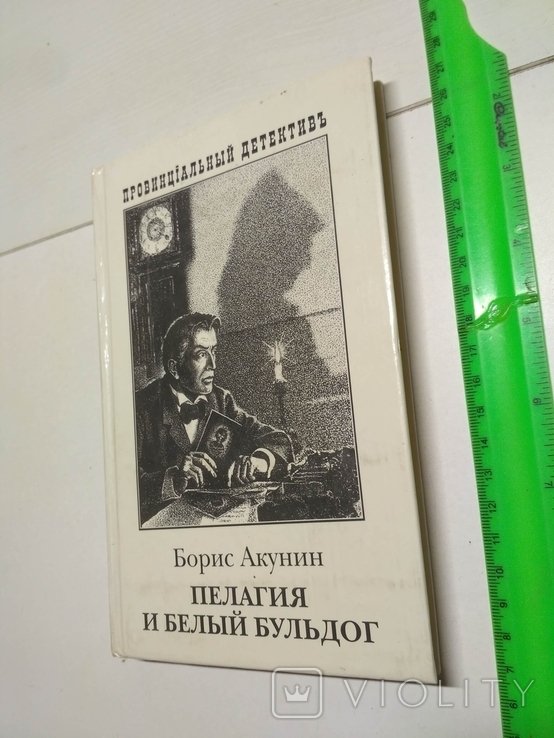 ПРОВИНЦІАЛЬНЫЙ ДЕТЕКТИВЪ
Борис Акунин
ПЕЛАГИЯ
И БЕЛЫЙ БУЛЬДОГ
VIOLITY